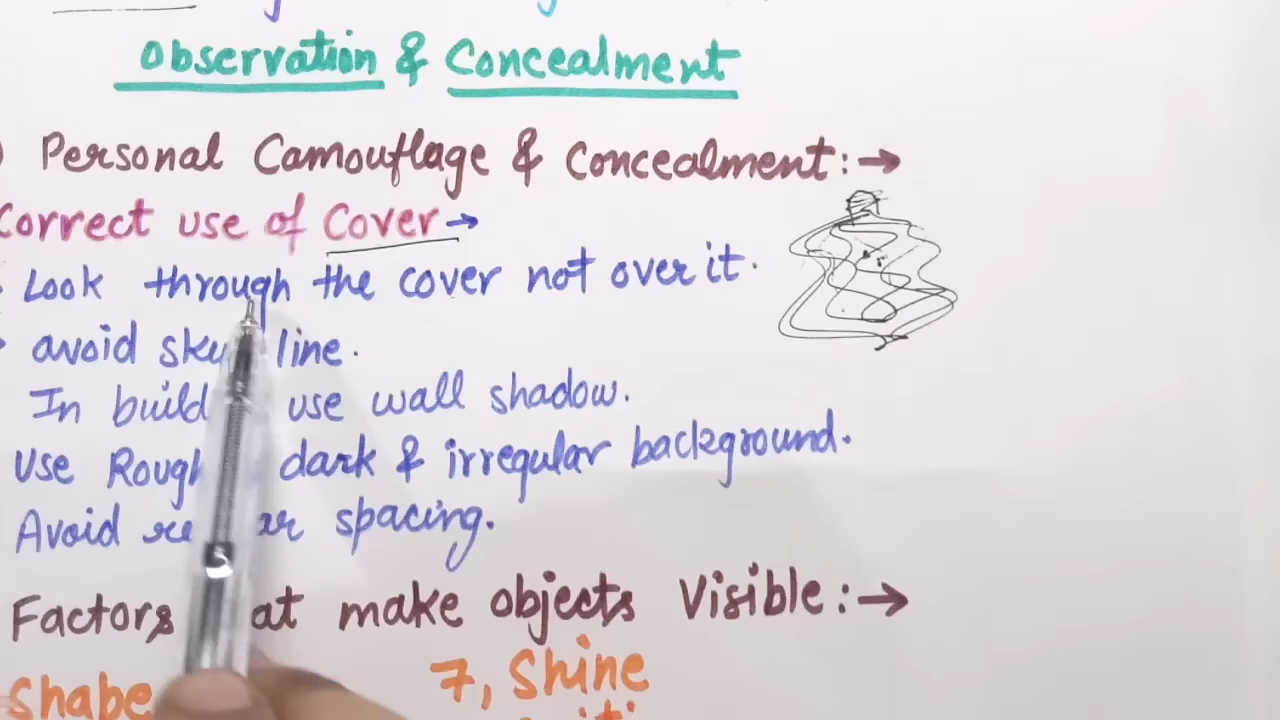 Observation & Concealment
Personal Camouflage & Concealment:→
Correct use of Cover→
Look through the cover not over it.
avoid sky line.
In build use wall shadow.
Use Rough dark & irregular background.
Avoid spacing.
Factors make objects Visible:→
Shape
7, Shine